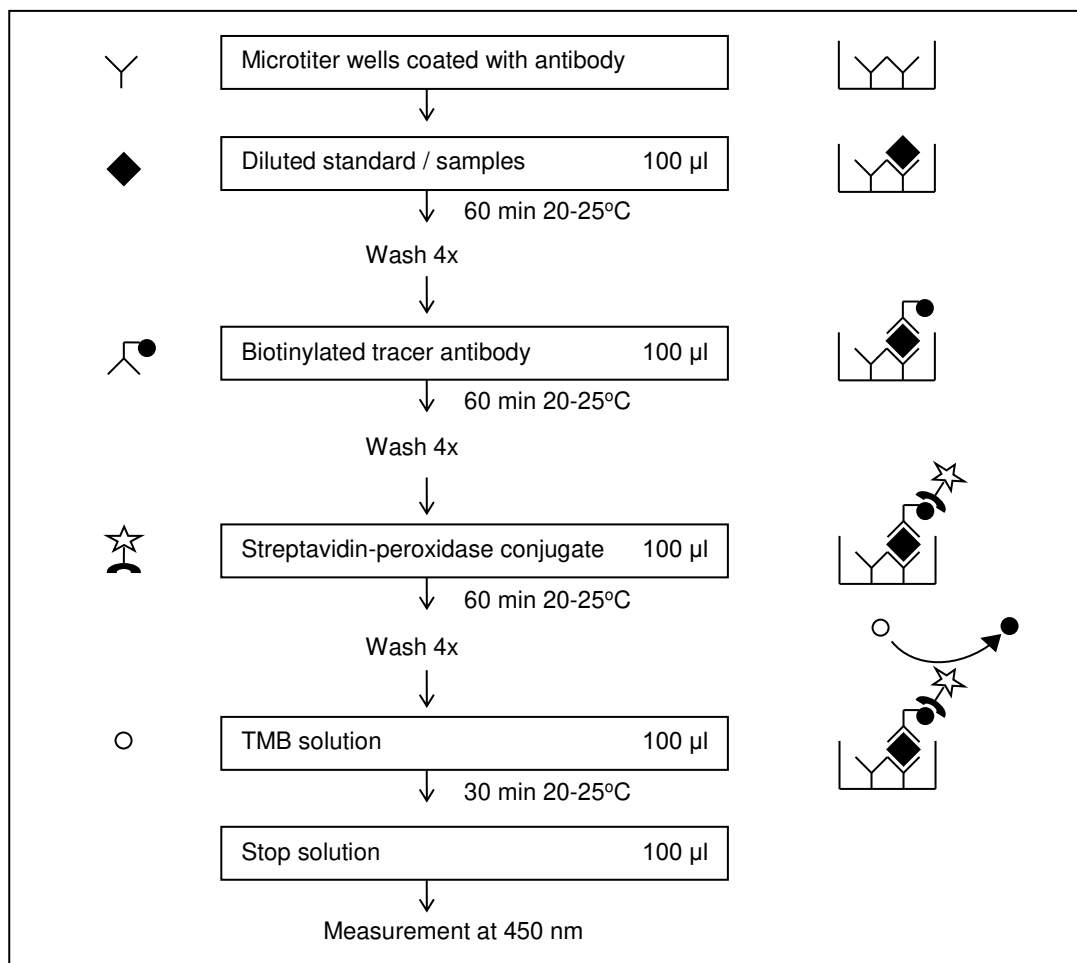 Microtiter wells coated with antibody
Diluted standard / samples 100 µl
60 min 20-25ºC
Wash 4x
Biotinylated tracer antibody 100 µl
60 min 20-25ºC
Wash 4x
Streptavidin-peroxidase conjugate 100 µl
60 min 20-25ºC
Wash 4x
TMB solution 100 µl
30 min 20-25ºC
Stop solution 100 µl
Measurement at 450 nm